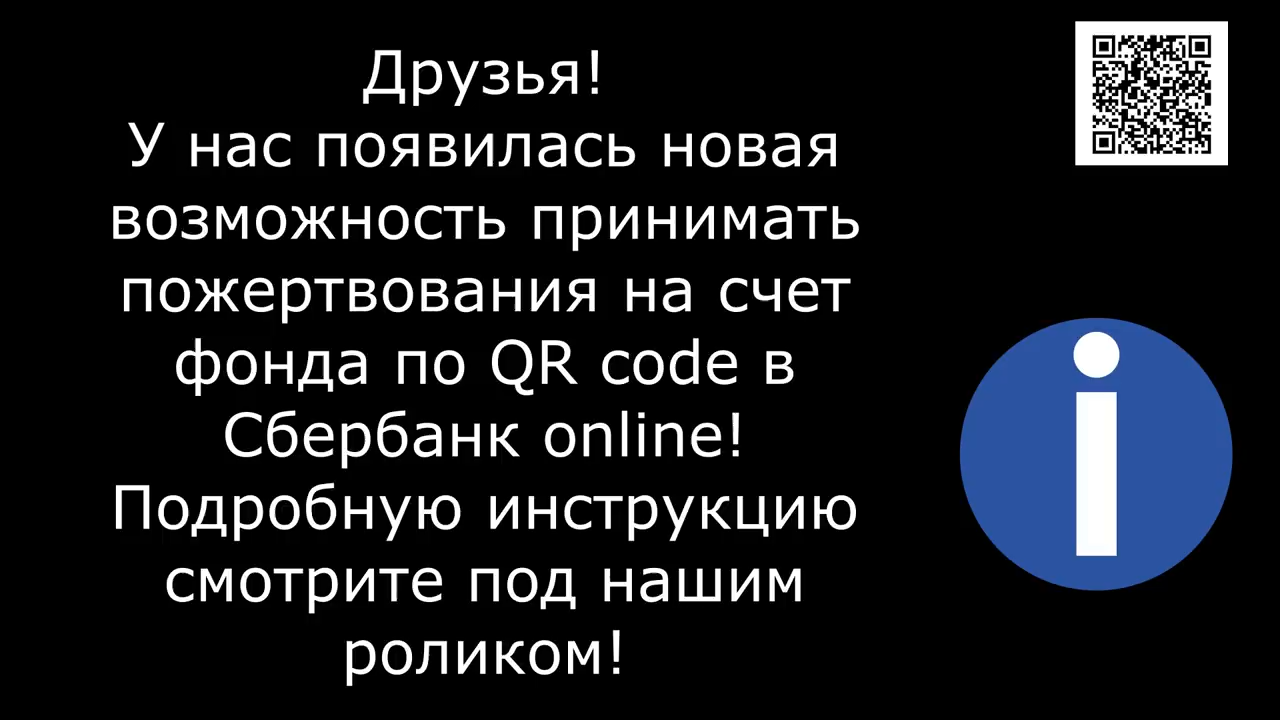 Друзья!
У нас появилась новая
возможность принимать
пожертвования на счет
фонда по QR code в
Сбербанк online!
Подробную инструкцию
смотрите под нашим
роликом!
i